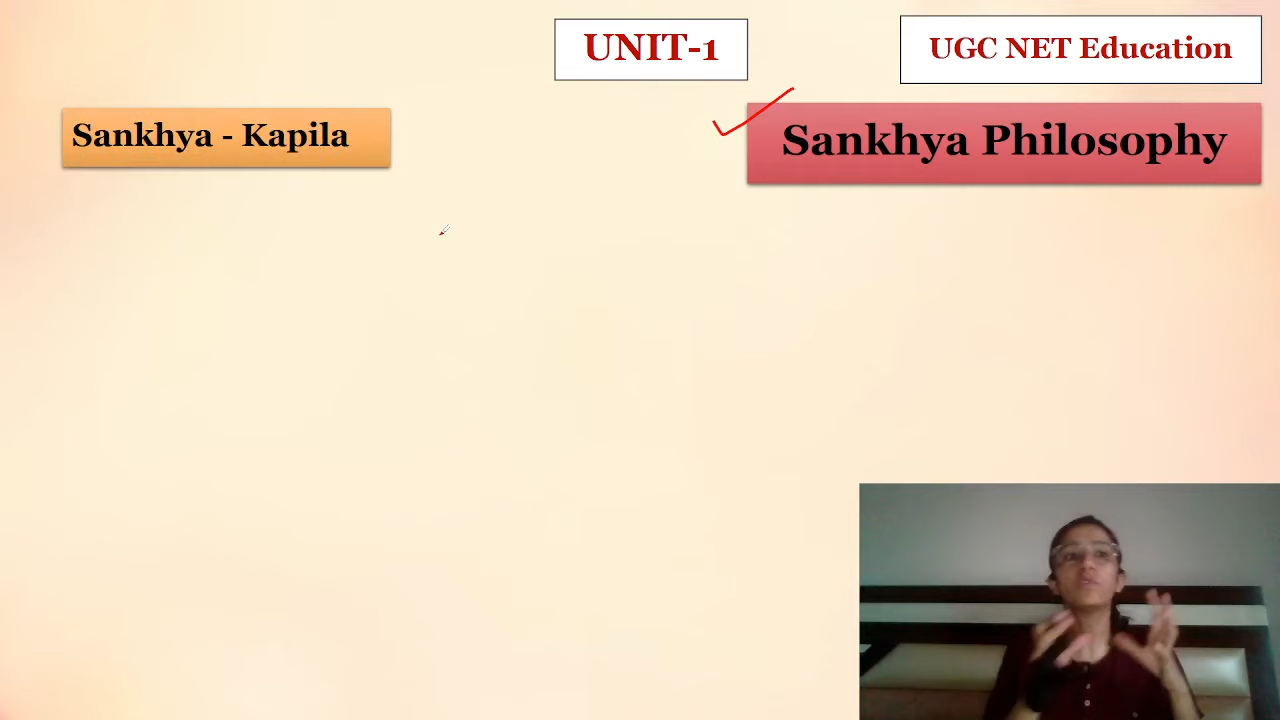 UNIT-1
UGC NET Education
Sankhya - Kapila
Sankhya Philosophy